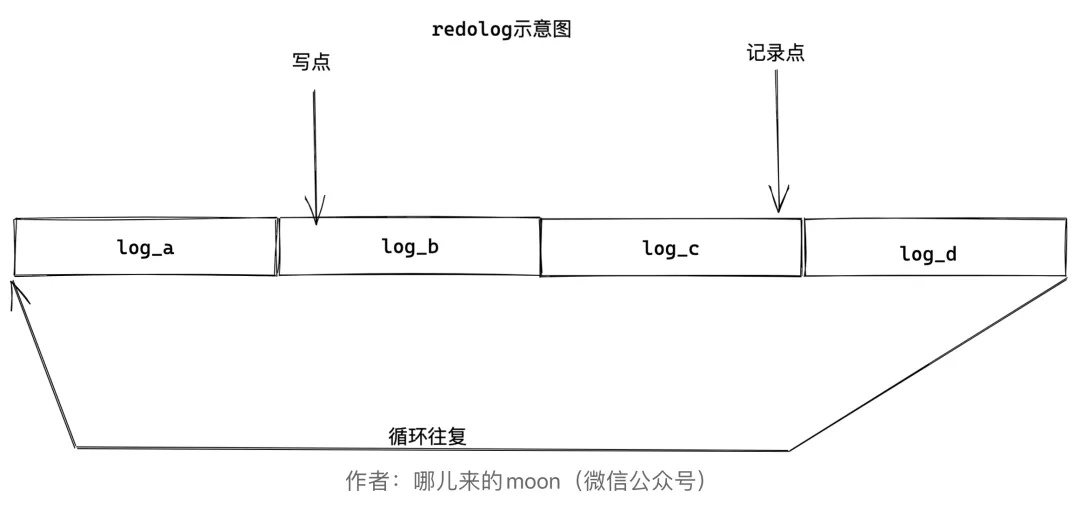 redolog示意图
写点
记录点
log_a
log_b
log_c
log_d
循环往复
作者：哪儿来的moon（微信公众号）